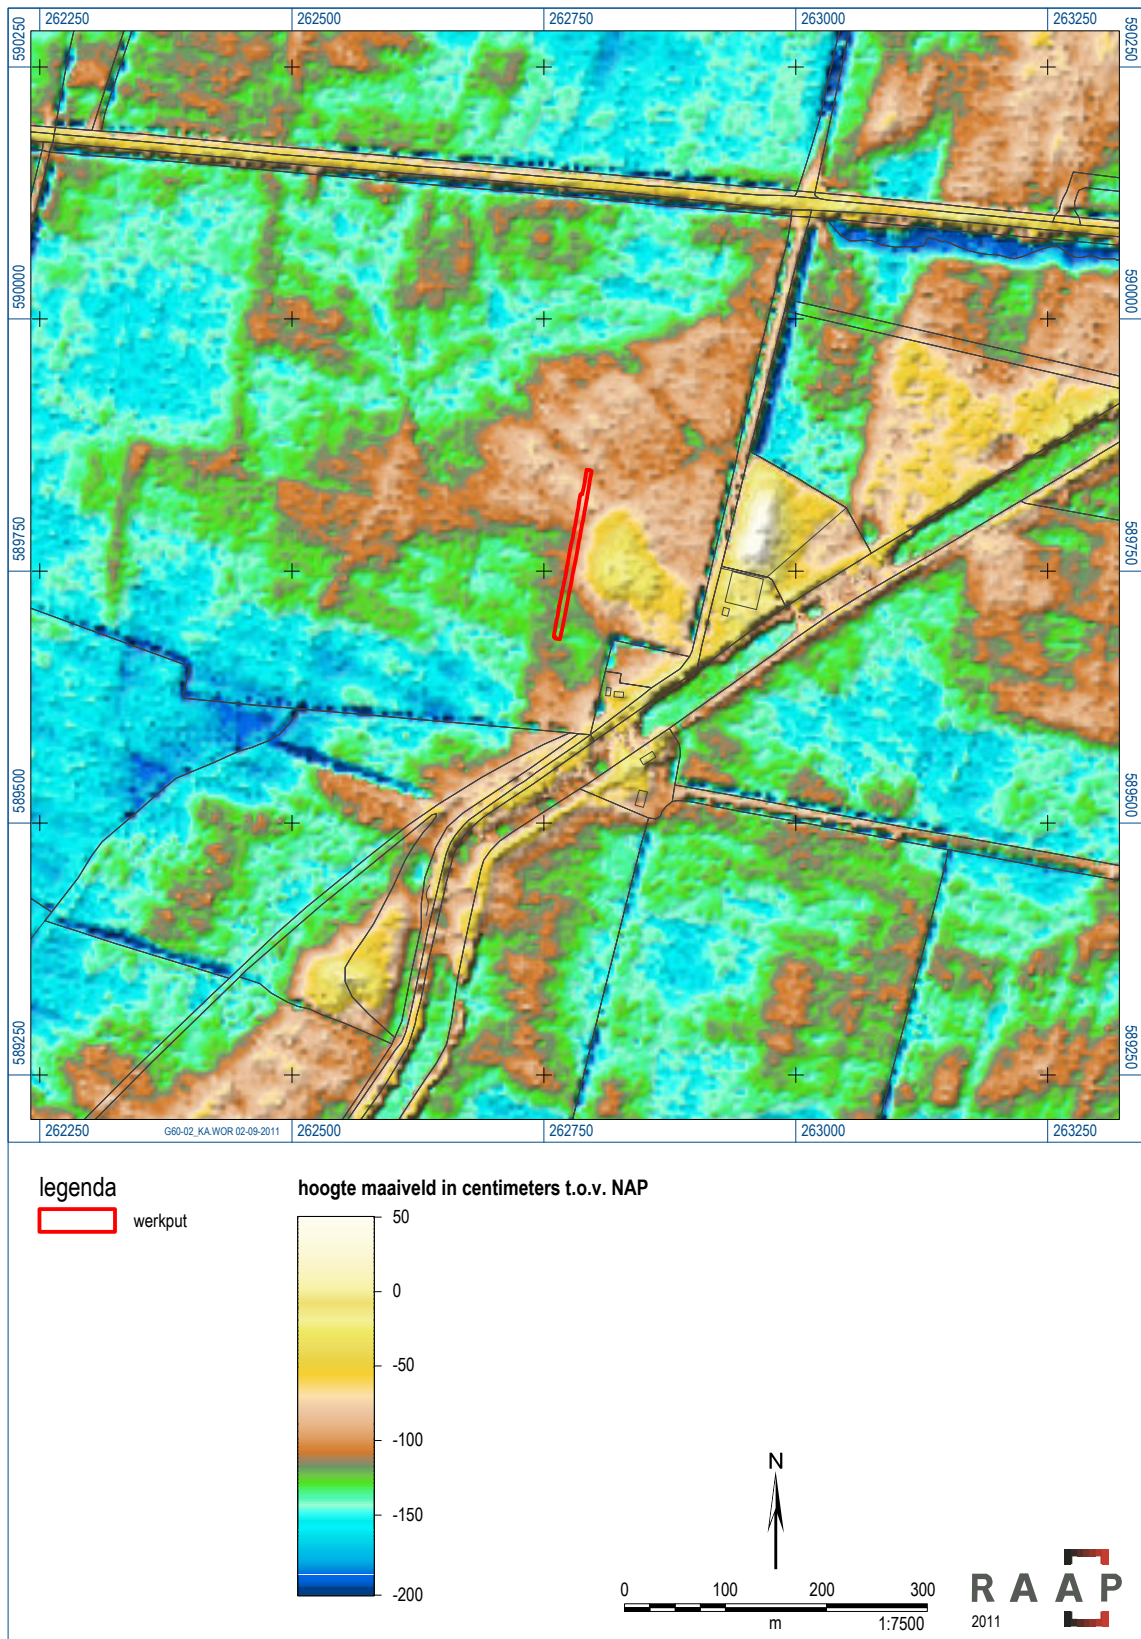 262250 262500 262750 263000 263250
590250 590250
590000 590000
589750 589750
589500 589500
589250 589250
262250 G60-02_KA.WOR 02-09-2011 262500 262750 263000 263250
legenda
werkput
hoogte maaiveld in centimeters t.o.v. NAP
50
0
-50
-100
-150
-200
N
0 100 200 300
m 1:7500
RAAP
2011